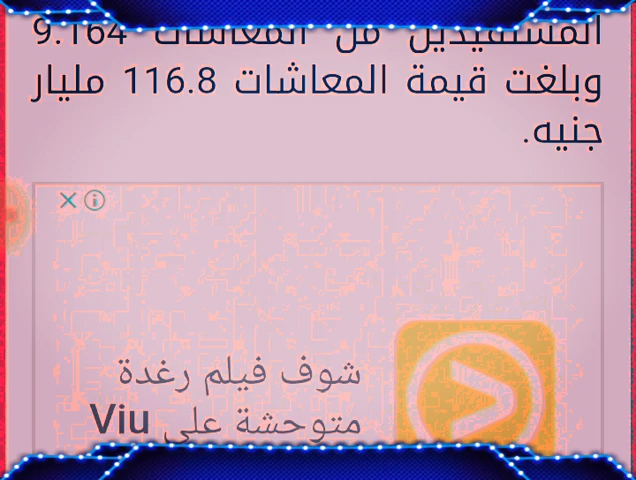 المستفيدين من المعاشات 9.164
وبلغت قيمة المعاشات 116.8 مليار
جنيه.
شوف فيلم رغدة
متوحشة على Viu